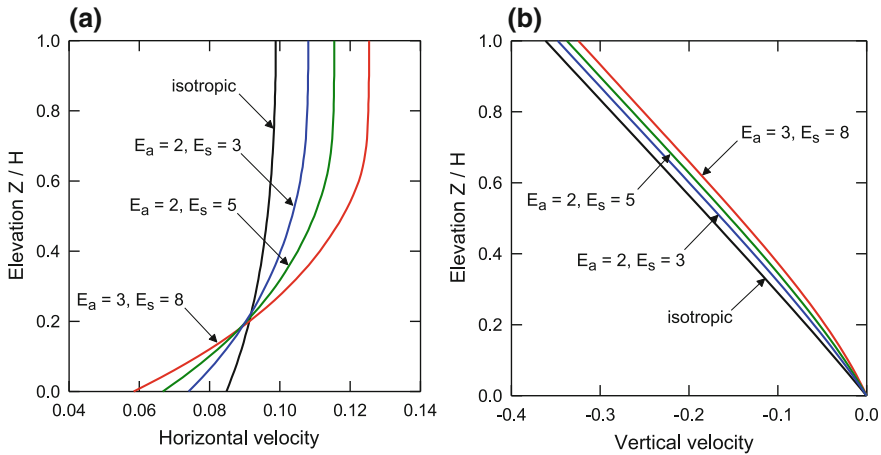 (a)
1.0
0.8
0.6
0.4
0.2
0.0
Elevation Z / H
isotropic
E_a = 2, E_s = 3
E_a = 2, E_s = 5
E_a = 3, E_s = 8
0.04
0.06
0.08
0.10
0.12
0.14
Horizontal velocity
(b)
1.0
0.8
0.6
0.4
0.2
0.0
Elevation Z / H
E_a = 3, E_s = 8
E_a = 2, E_s = 5
E_a = 2, E_s = 3
isotropic
-0.4
-0.3
-0.2
-0.1
0.0
Vertical velocity